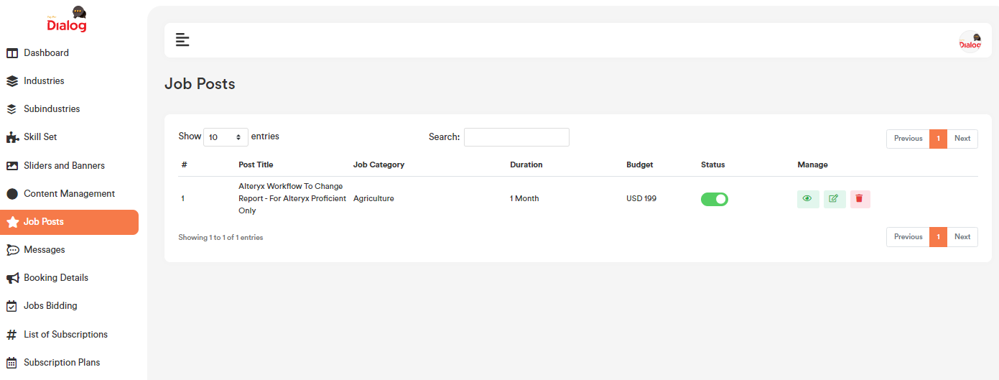 Dialog
Dashboard
Industries
Subindustries
Skill Set
Sliders and Banners
Content Management
Job Posts
Messages
Booking Details
Jobs Bidding
List of Subscriptions
Subscription Plans
Dialog
Job Posts
Show 10 entries
Search:
Previous 1 Next
# Post Title Job Category Duration Budget Status Manage
Alteryx Workflow To Change
1 Report - For Alteryx Proficient Agriculture 1 Month USD 199
Only
Showing 1 to 1 of 1 entries
Previous 1 Next